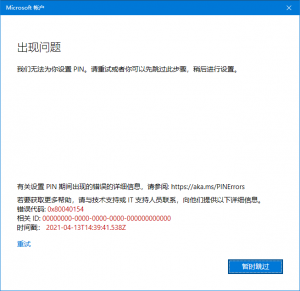 Microsoft 帐户
出现问题
我们无法为你设置 PIN。请重试或者你可以先跳过此步骤，稍后进行设置。
有关设置 PIN 期间出现的错误的详细信息，请参阅: https://aka.ms/PINErrors
若要获取更多帮助，请与技术支持或 IT 支持人员联系，向他们提供以下详细信息。
错误代码: 0x80040154
相关 ID: 00000000-0000-0000-0000-000000000000
时间戳: 2021-04-13T14:39:41.538Z
重试
暂时跳过